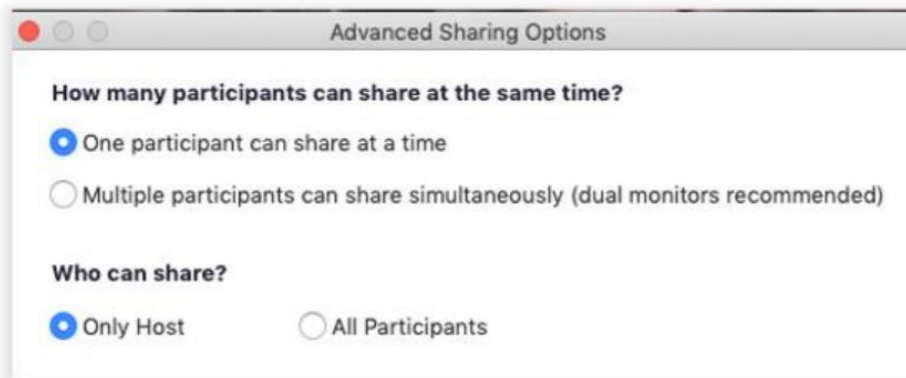 Advanced Sharing Options
How many participants can share at the same time?
One participant can share at a time
Multiple participants can share simultaneously (dual monitors recommended)
Who can share?
Only Host All Participants